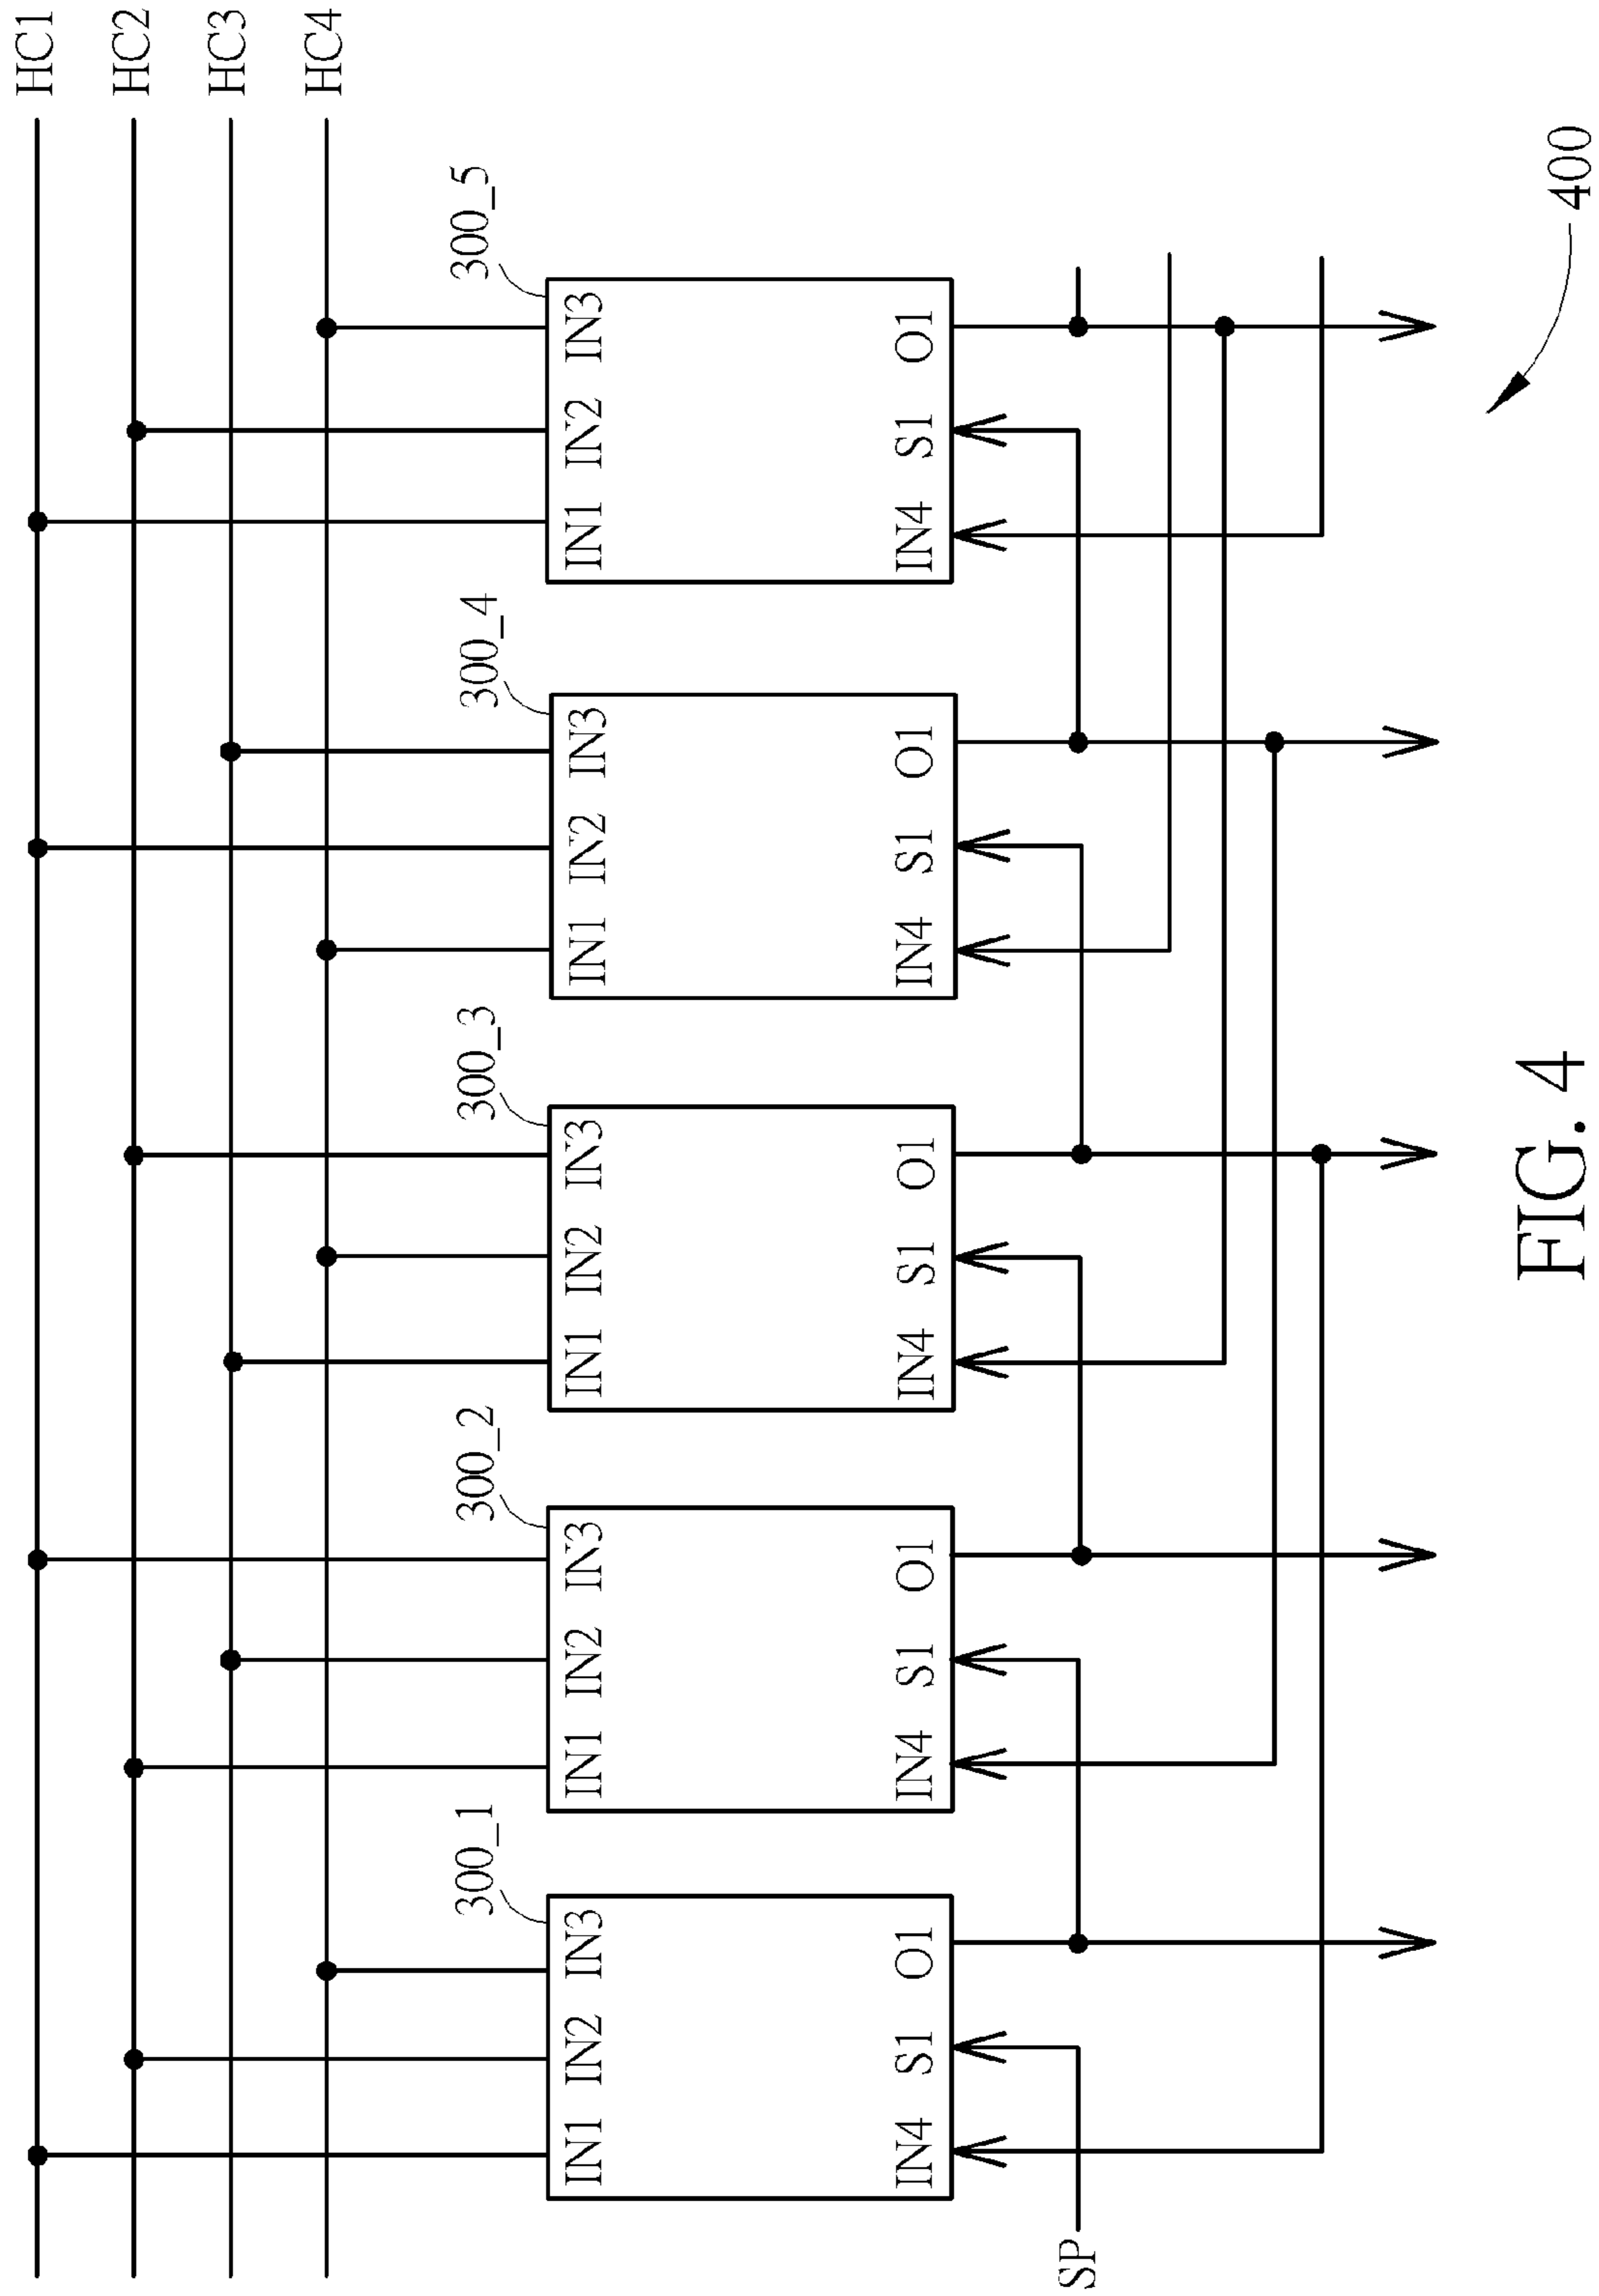 HC1
HC2
HC3
HC4
300_1
300_2
300_3
300_4
300_5
IN1 IN2 IN3
IN4 S1 O1
IN1 IN2 IN3
IN4 S1 O1
IN1 IN2 IN3
IN4 S1 O1
IN1 IN2 IN3
IN4 S1 O1
IN1 IN2 IN3
IN4 S1 O1
SP
400
FIG. 4